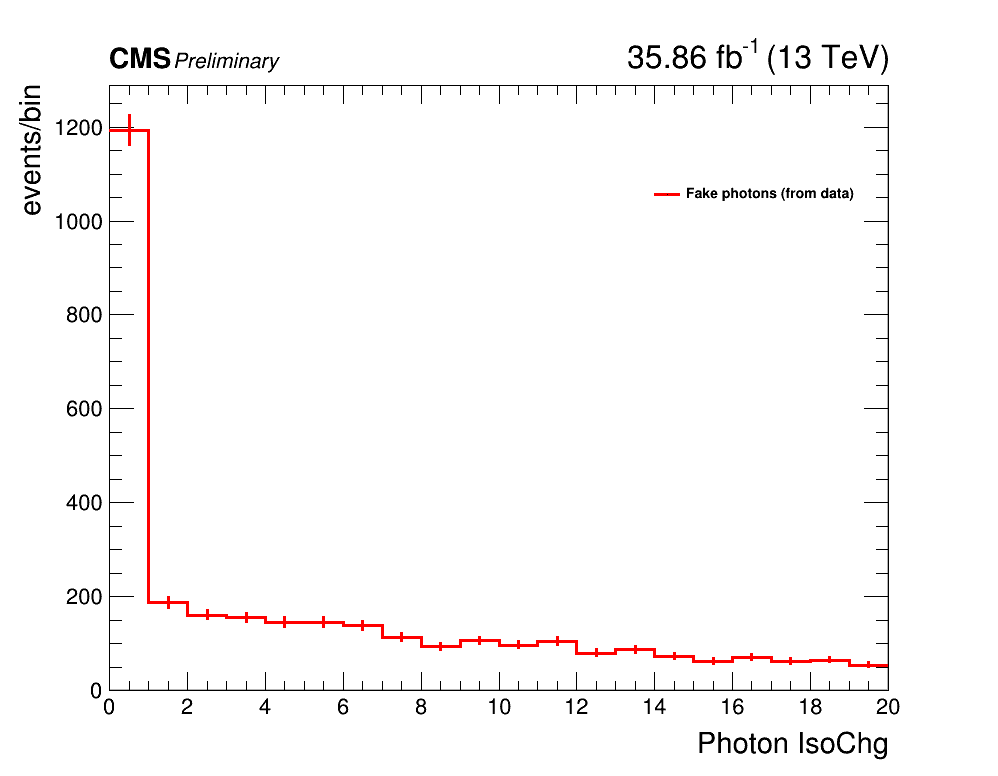 CMS Preliminary 35.86 fb⁻¹ (13 TeV)
events/bin
1200
1000
800
600
400
200
0
Fake photons (from data)
0 2 4 6 8 10 12 14 16 18 20
Photon IsoChg